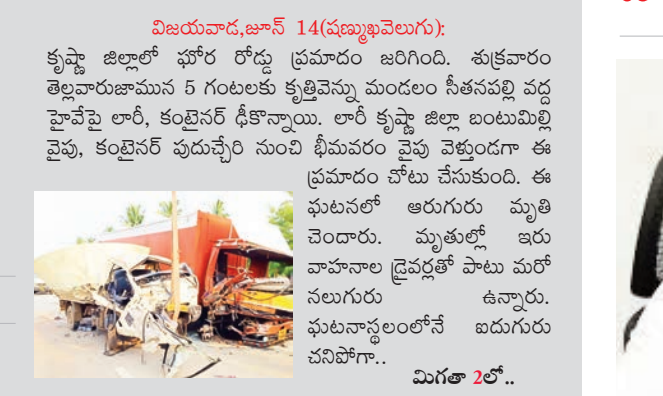 విజయవాడ,జూన్ 14(షణ్ముఖవెలుగు):
కృష్ణా జిల్లాలో ఘోర రోడ్డు ప్రమాదం జరిగింది. శుక్రవారం
తెల్లవారుజామున 5 గంటలకు కృత్తివెన్ను మండలం సీతనపల్లి వద్ద
హైవేపై లారీ, కంటైనర్ ఢీకొన్నాయి. లారీ కృష్ణా జిల్లా బంటుమిల్లి
వైపు, కంటైనర్ పుదుచ్చేరి నుంచి భీమవరం వైపు వెళ్తుండగా ఈ
ప్రమాదం చోటు చేసుకుంది. ఈ
ఘటనలో ఆరుగురు మృతి
చెందారు. మృతుల్లో ఇరు
వాహనాల డ్రైవర్లతో పాటు మరో
నలుగురు ఉన్నారు.
ఘటనాస్థలంలోనే ఐదుగురు
చనిపోగా..
మిగతా 2లో..